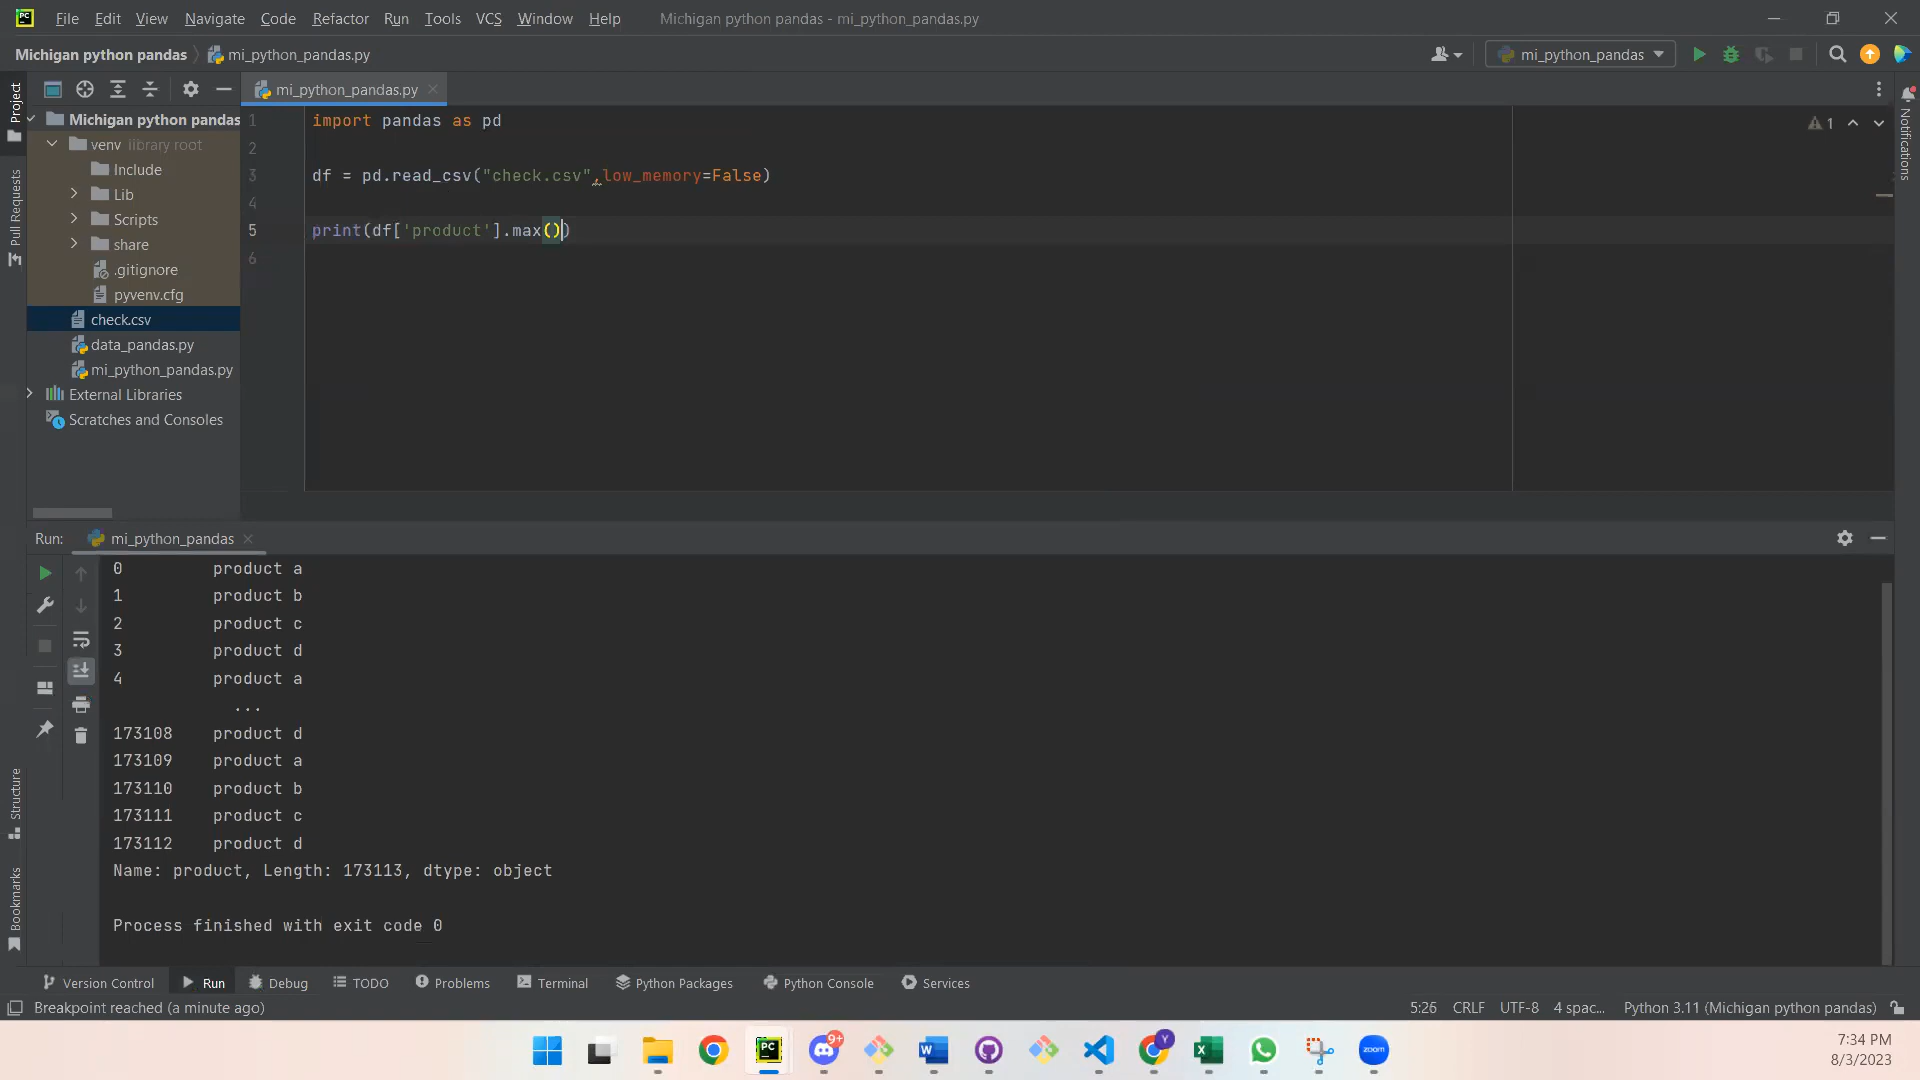 PC File Edit View Navigate Code Refactor Run Tools VCS Window Help Michigan python pandas - mi_python_pandas.py
Michigan python pandas mi_python_pandas.py mi_python_pandas
Project
Pull Requests
Structure
Bookmarks
Notifications
mi_python_pandas.py
Michigan python pandas
venv library root
Include
Lib
Scripts
share
.gitignore
pyvenv.cfg
check.csv
data_pandas.py
mi_python_pandas.py
External Libraries
Scratches and Consoles
1 import pandas as pd
2
3 df = pd.read_csv("check.csv",low_memory=False)
4
5 print(df['product'].max())
6
1
Run: mi_python_pandas
0 product a
1 product b
2 product c
3 product d
4 product a
...
173108 product d
173109 product a
173110 product b
173111 product c
173112 product d
Name: product, Length: 173113, dtype: object
Process finished with exit code 0
Version Control Run Debug TODO Problems Terminal Python Packages Python Console Services
Breakpoint reached (a minute ago) 5:26 CRLF UTF-8 4 spac... Python 3.11 (Michigan python pandas)
PC 9+ W Y X zoom
7:34 PM
8/3/2023